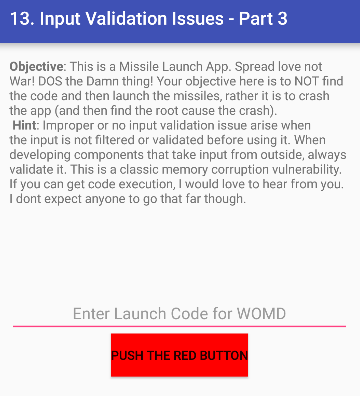 13. Input Validation Issues - Part 3
Objective: This is a Missile Launch App. Spread love not
War! DOS the Damn thing! Your objective here is to NOT find
the code and then launch the missiles, rather it is to crash
the app (and then find the root cause the crash).
Hint: Improper or no input validation issue arise when
the input is not filtered or validated before using it. When
developing components that take input from outside, always
validate it. This is a classic memory corruption vulnerability.
If you can get code execution, I would love to hear from you.
I dont expect anyone to go that far though.
Enter Launch Code for WOMD
PUSH THE RED BUTTON